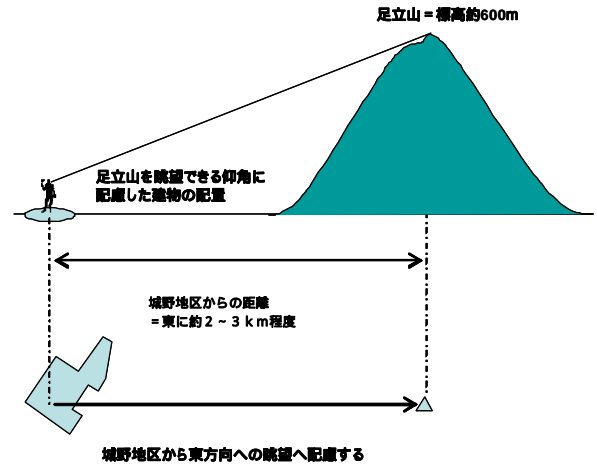 足立山＝標高約600m
足立山を眺望できる仰角に
配慮した建物の配置
城野地区からの距離
＝東に約２～３ｋｍ程度
城野地区から東方向への眺望へ配慮する